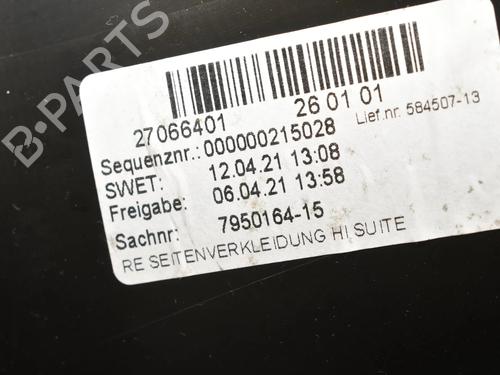 B-PARTS
27066401 26 01 01
Sequenznr.: 000000215028 Lief.nr. 584507-13
SWET: 12.04.21 13:08
Freigabe: 06.04.21 13:58
Sachnr: 7950164-15
RE SEITENVERKLEIDUNG HI SUITE